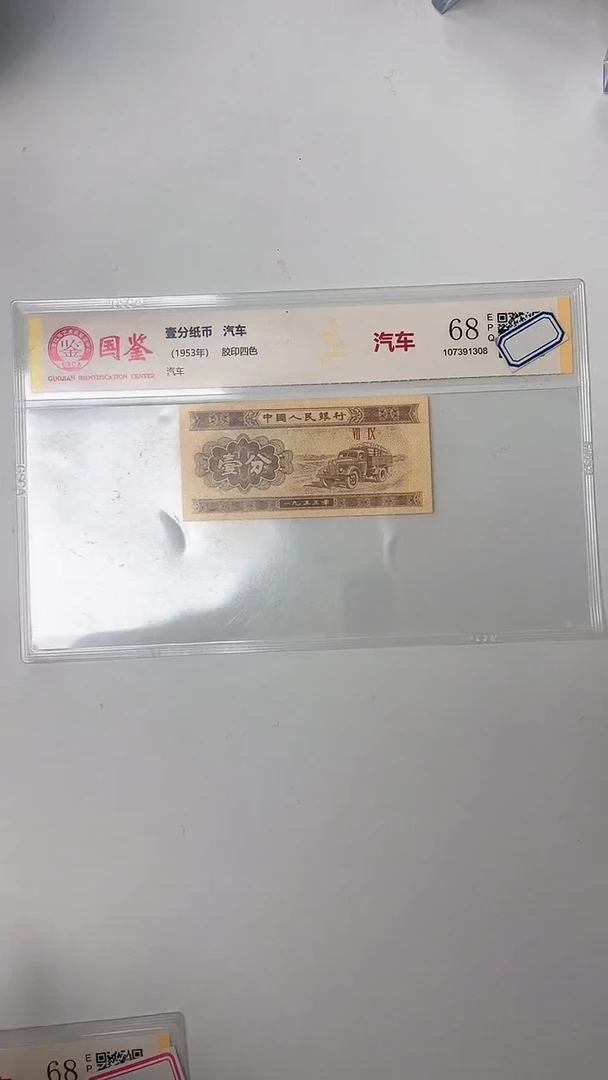 国鉴
GUOJIAN IDENTIFICATION CENTER
壹分纸币 汽车
(1953年) 胶印四色
汽车
汽车
68
EPQ
107391308
中國人民銀行
VII IX
壹分
一九五三年
68
EP